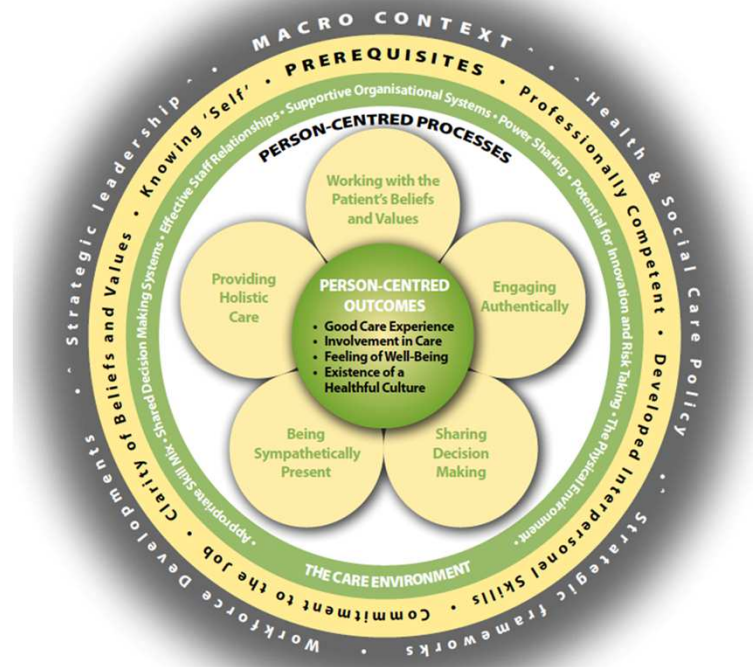 MACRO CONTEXT
Health & Social Care Policy
Strategic frameworks
Workforce Developments
Strategic leadership
PREREQUISITES • Professionally Competent • Developed Interpersonel Skills • Commitment to the Job • Clarity of Beliefs and Values • Knowing ‘Self’ •
THE CARE ENVIRONMENT
• Appropriate Skill Mix • Shared Decision Making Systems • Effective Staff Relationships • Supportive Organisational Systems • Power Sharing • Potential for Innovation and Risk Taking • The Physical Environment •
PERSON-CENTRED PROCESSES
Working with the
Patient’s Beliefs
and Values
Engaging
Authentically
Sharing
Decision
Making
Being
Sympathetically
Present
Providing
Holistic
Care
PERSON-CENTRED
OUTCOMES
• Good Care Experience
• Involvement in Care
• Feeling of Well-Being
• Existence of a
Healthful Culture